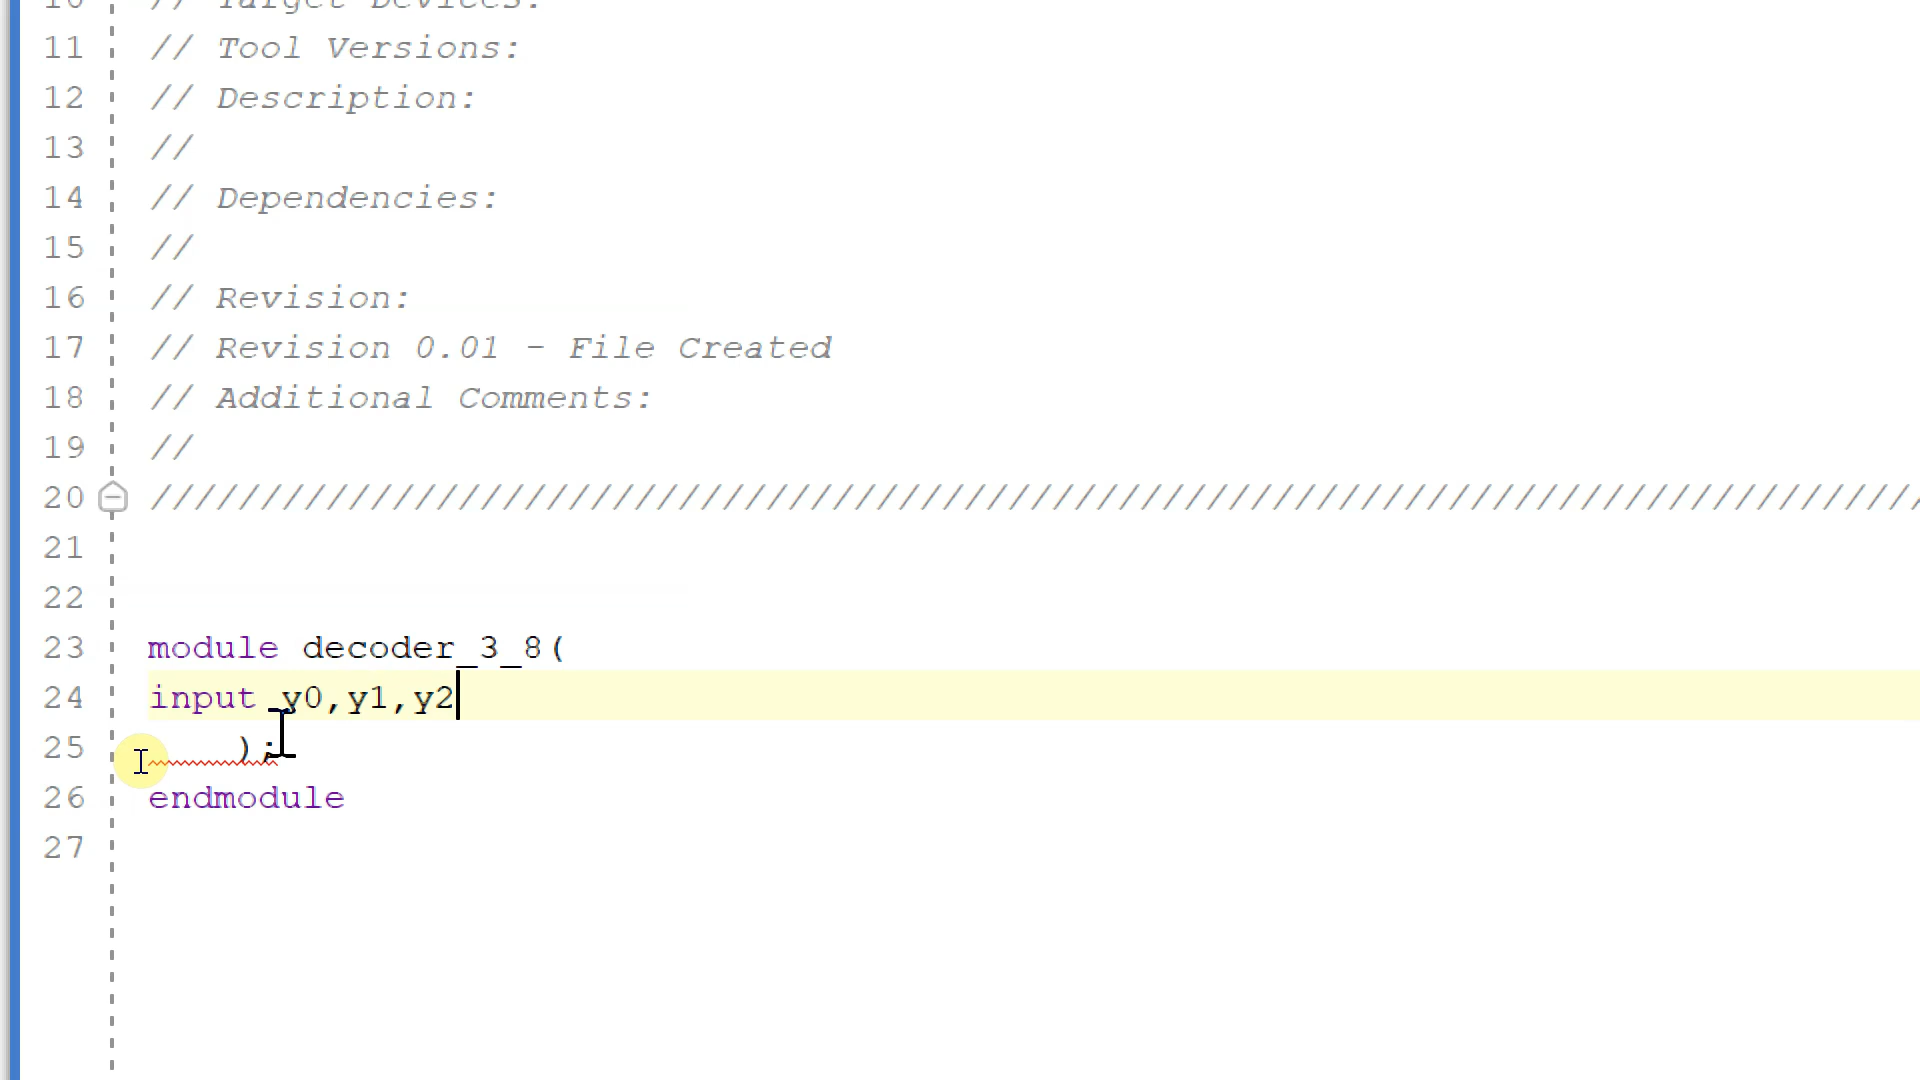 10 // Target Devices:
11 // Tool Versions:
12 // Description:
13 //
14 // Dependencies:
15 //
16 // Revision:
17 // Revision 0.01 - File Created
18 // Additional Comments:
19 //
20 /////////////////////////////////////////////////////////////////////////////////
21
22
23 module decoder_3_8(
24 input y0,y1,y2
25     );
26 endmodule
27